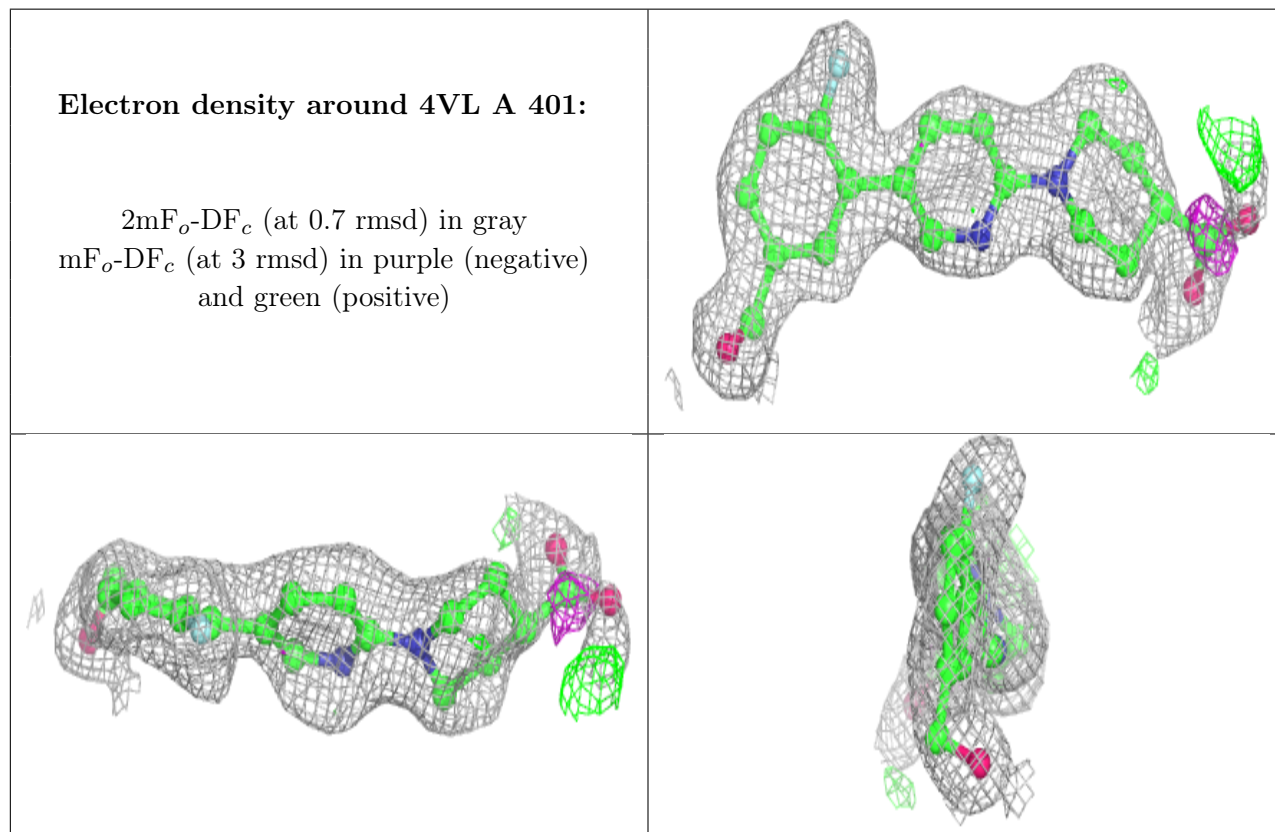 Electron density around 4VL A 401:
2mFo-DFc (at 0.7 rmsd) in gray
mFo-DFc (at 3 rmsd) in purple (negative)
and green (positive)